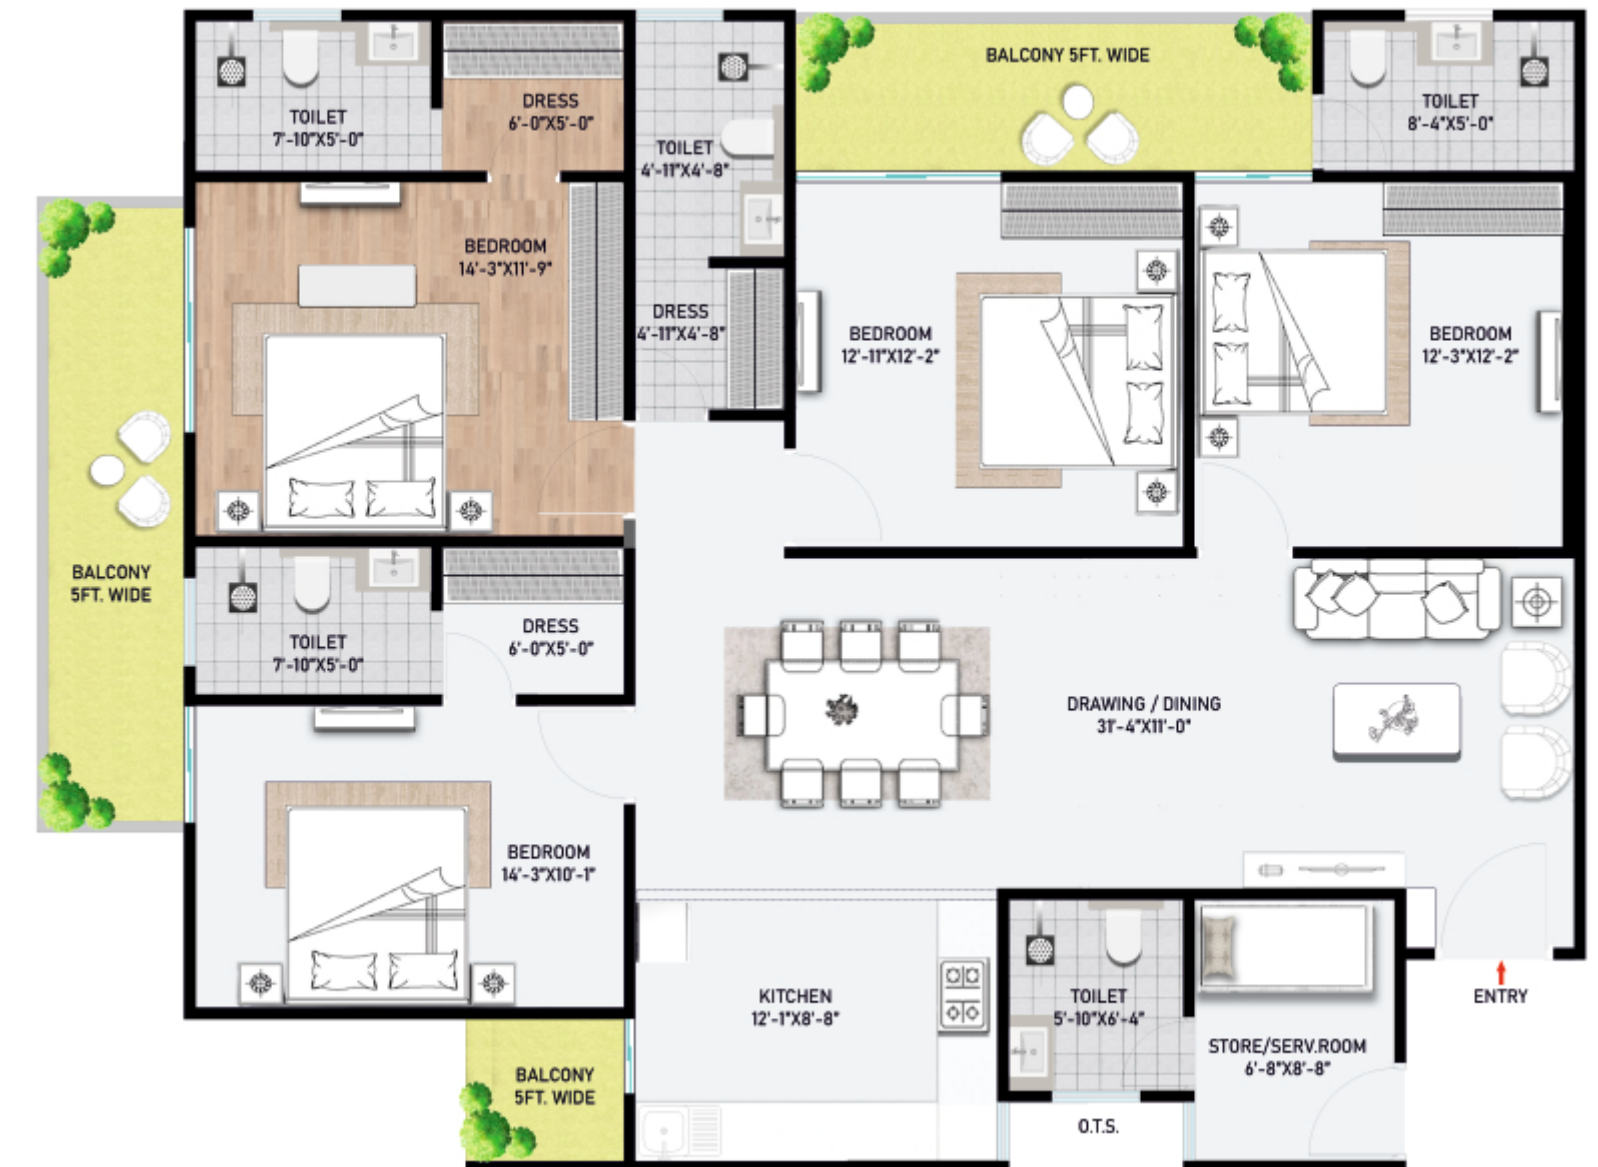 BALCONY 5FT. WIDE
TOILET
7'-10"X5'-0"
DRESS
6'-0"X5'-0"
TOILET
4'-11"X4'-8"
TOILET
8'-4"X5'-0"
BEDROOM
14'-3"X11'-9"
DRESS
4'-11"X4'-8"
BEDROOM
12'-11"X12'-2"
BEDROOM
12'-3"X12'-2"
BALCONY
5FT. WIDE
TOILET
7'-10"X5'-0"
DRESS
6'-0"X5'-0"
DRAWING / DINING
31'-4"X11'-0"
BEDROOM
14'-3"X10'-1"
KITCHEN
12'-1"X8'-8"
TOILET
5'-10"X6'-4"
ENTRY
STORE/SERV.ROOM
6'-8"X8'-8"
BALCONY
5FT. WIDE
O.T.S.